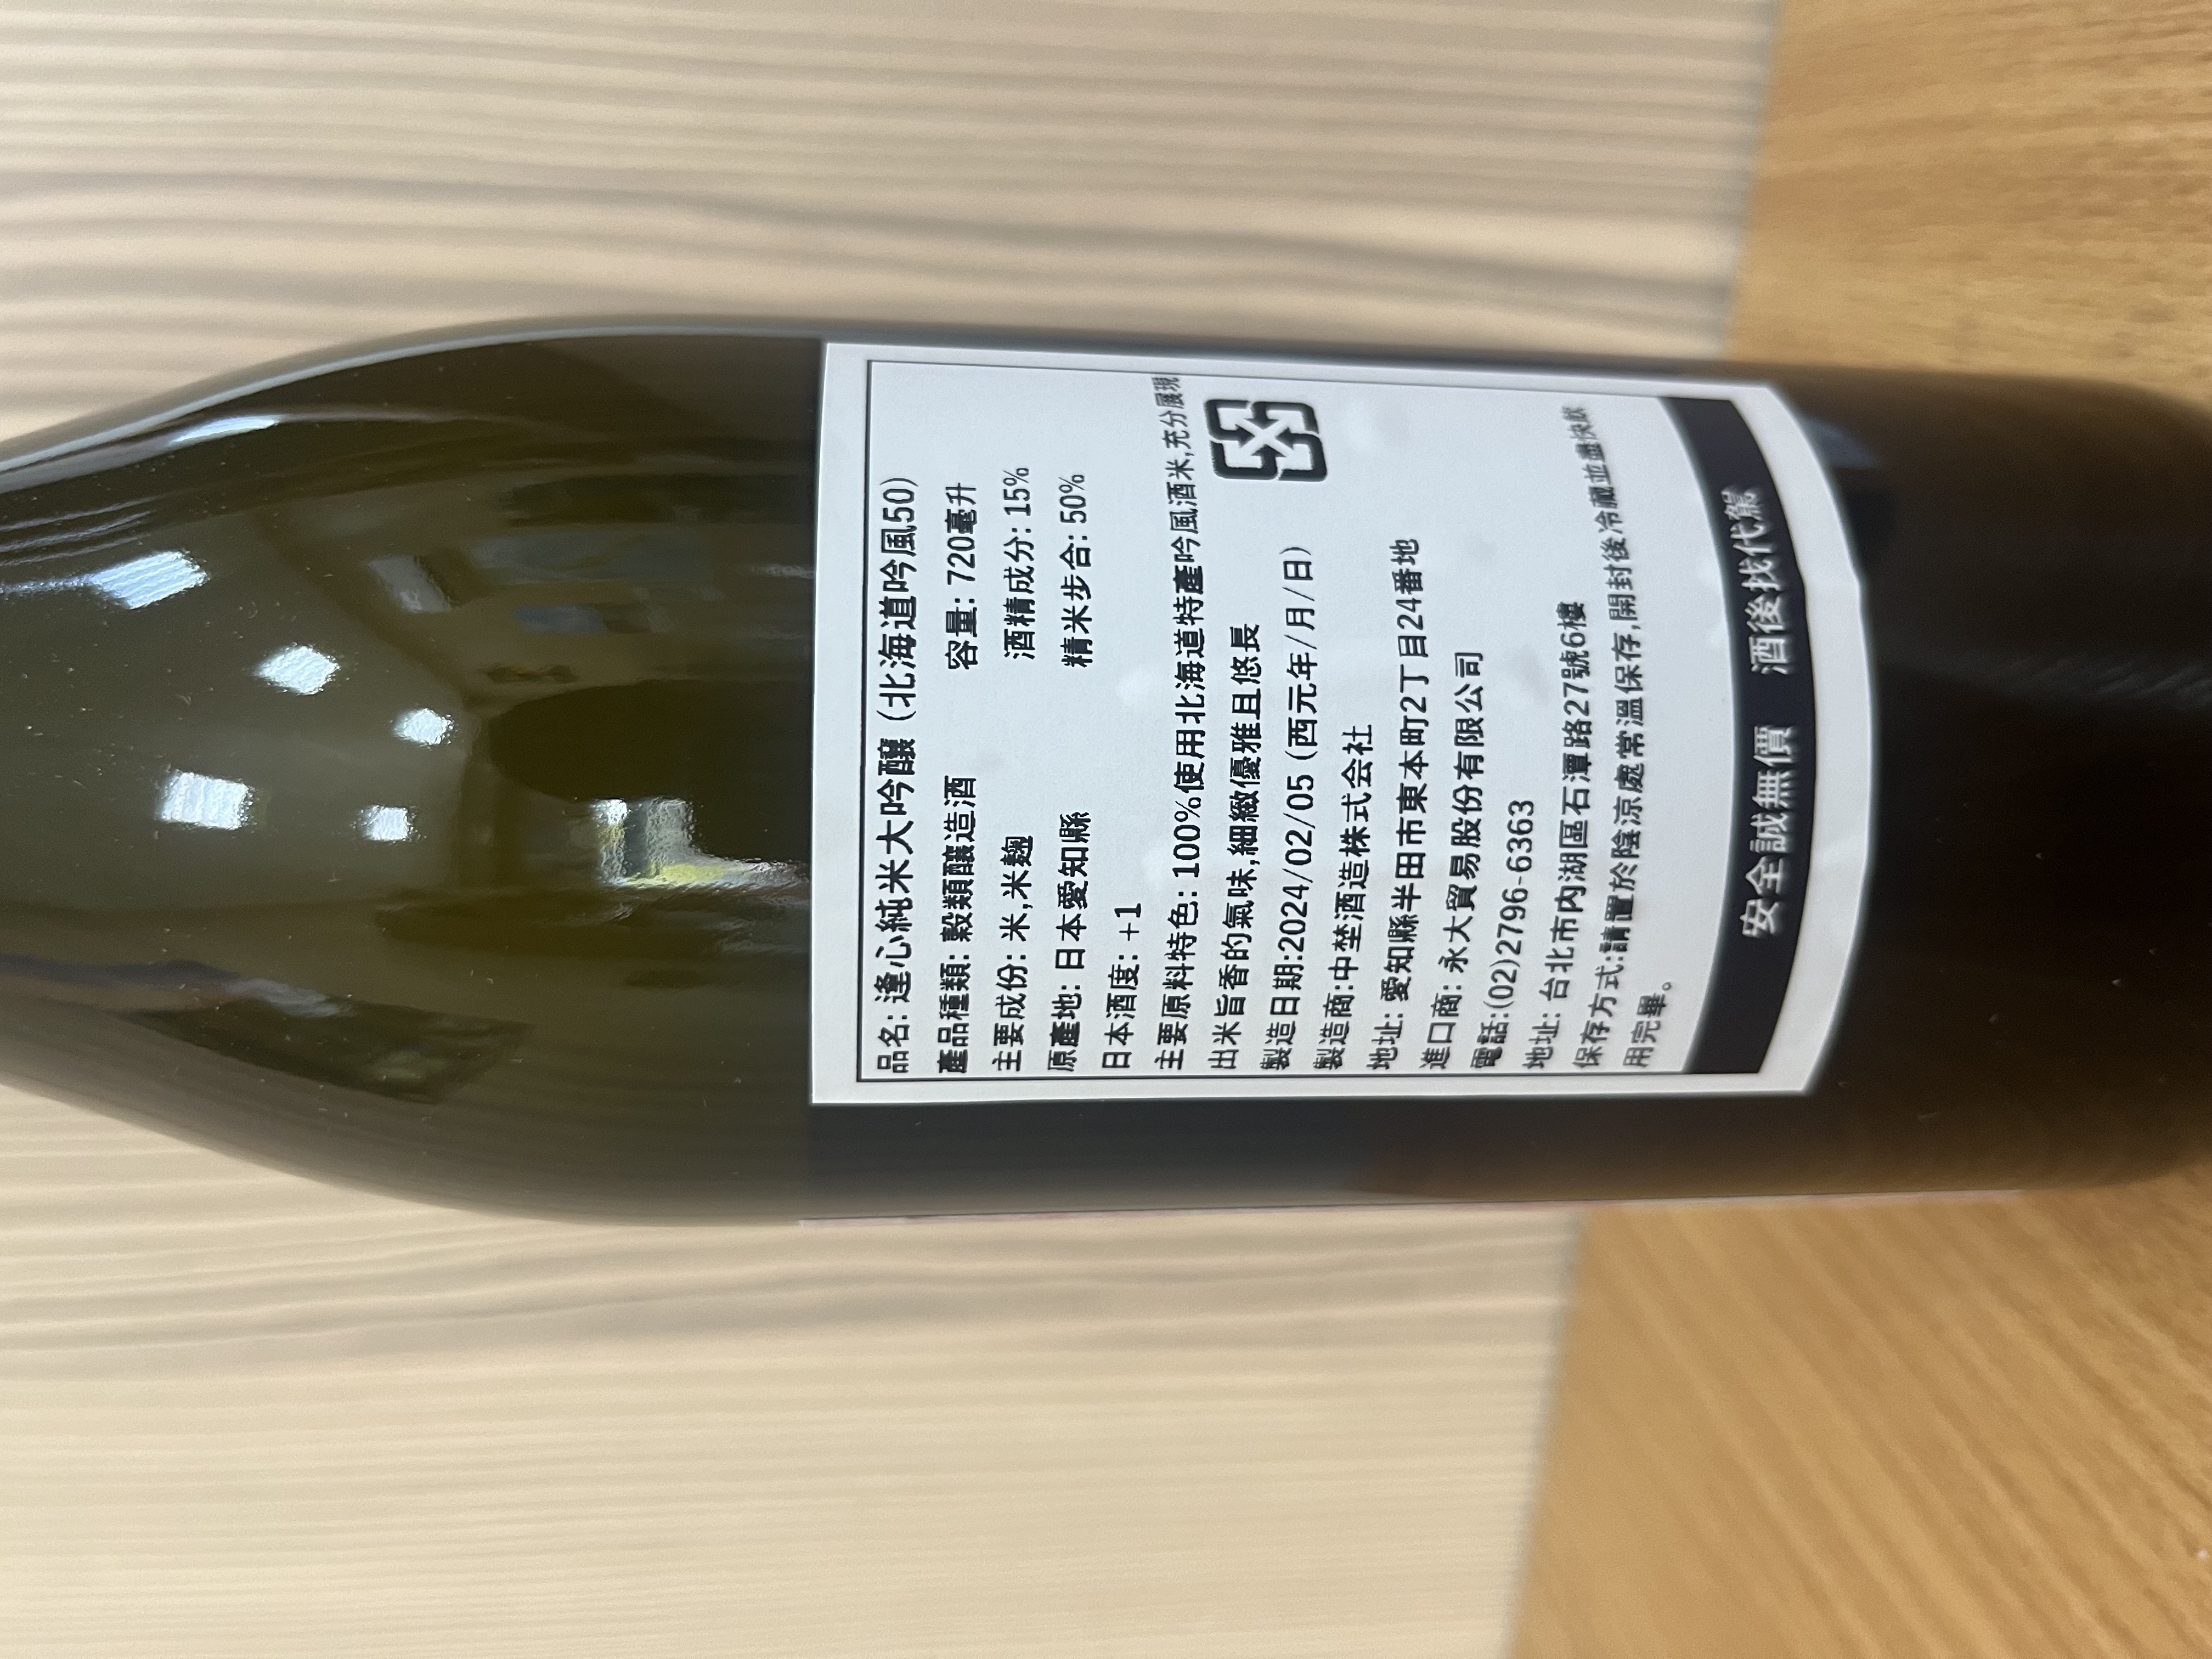 品名: 逢心純米大吟釀 (北海道吟風50)
產品種類: 穀類釀造酒 容量: 720毫升
主要成份: 米,米麴 酒精成分: 15%
原產地: 日本愛知縣 精米步合: 50%
日本酒度: +1
主要原料特色: 100%使用北海道特產吟風酒米,充分展現
出米旨香的氣味,細緻優雅且悠長
製造日期:2024/02/05 (西元年/月/日)
製造商:中埜酒造株式会社
地址: 愛知縣半田市東本町2丁目24番地
進口商: 永大貿易股份有限公司
電話:(02)2796-6363
地址: 台北市內湖區石潭路27號6樓
保存方式:請置於陰涼處常溫保存,開封後冷藏並盡快飲
用完畢。
安全誠無價 酒後找代駕